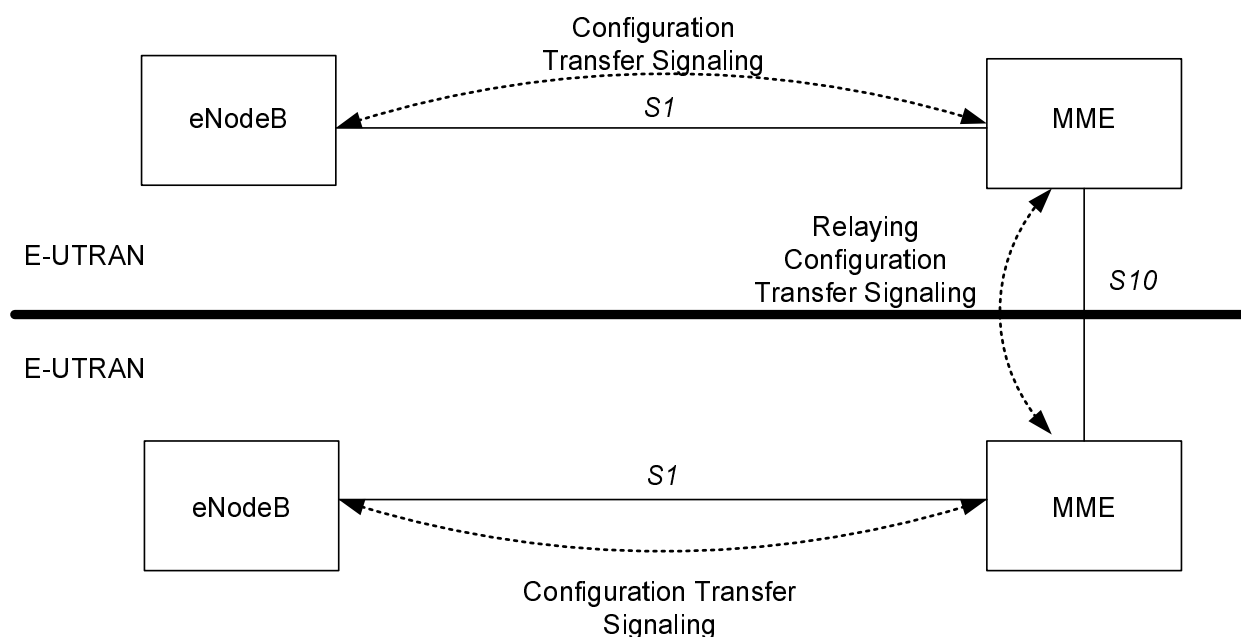 Configuration
Transfer Signaling
eNodeB
S1
MME
E-UTRAN
Relaying
Configuration
Transfer Signaling
S10
E-UTRAN
eNodeB
S1
MME
Configuration Transfer
Signaling